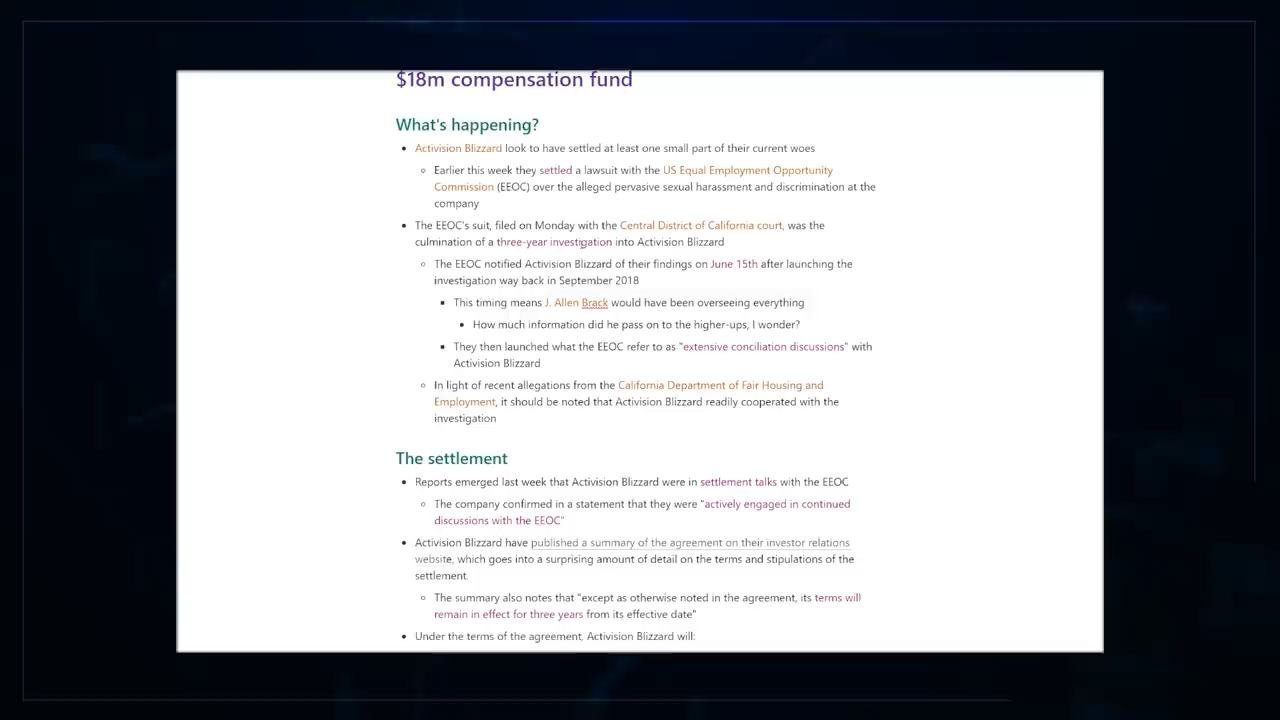 $18m compensation fund
What's happening?
• Activision Blizzard look to have settled at least one small part of their current woes
○ Earlier this week they settled a lawsuit with the US Equal Employment Opportunity
Commission (EEOC) over the alleged pervasive sexual harassment and discrimination at the
company
• The EEOC's suit, filed on Monday with the Central District of California court, was the
culmination of a three-year investigation into Activision Blizzard
○ The EEOC notified Activision Blizzard of their findings on June 15th after launching the
investigation way back in September 2018
▪ This timing means J. Allen Brack would have been overseeing everything
• How much information did he pass on to the higher-ups, I wonder?
▪ They then launched what the EEOC refer to as "extensive conciliation discussions" with
Activision Blizzard
○ In light of recent allegations from the California Department of Fair Housing and
Employment, it should be noted that Activision Blizzard readily cooperated with the
investigation
The settlement
• Reports emerged last week that Activision Blizzard were in settlement talks with the EEOC
○ The company confirmed in a statement that they were "actively engaged in continued
discussions with the EEOC"
• Activision Blizzard have published a summary of the agreement on their investor relations
website, which goes into a surprising amount of detail on the terms and stipulations of the
settlement.
○ The summary also notes that "except as otherwise noted in the agreement, its terms will
remain in effect for three years from its effective date"
• Under the terms of the agreement, Activision Blizzard will: